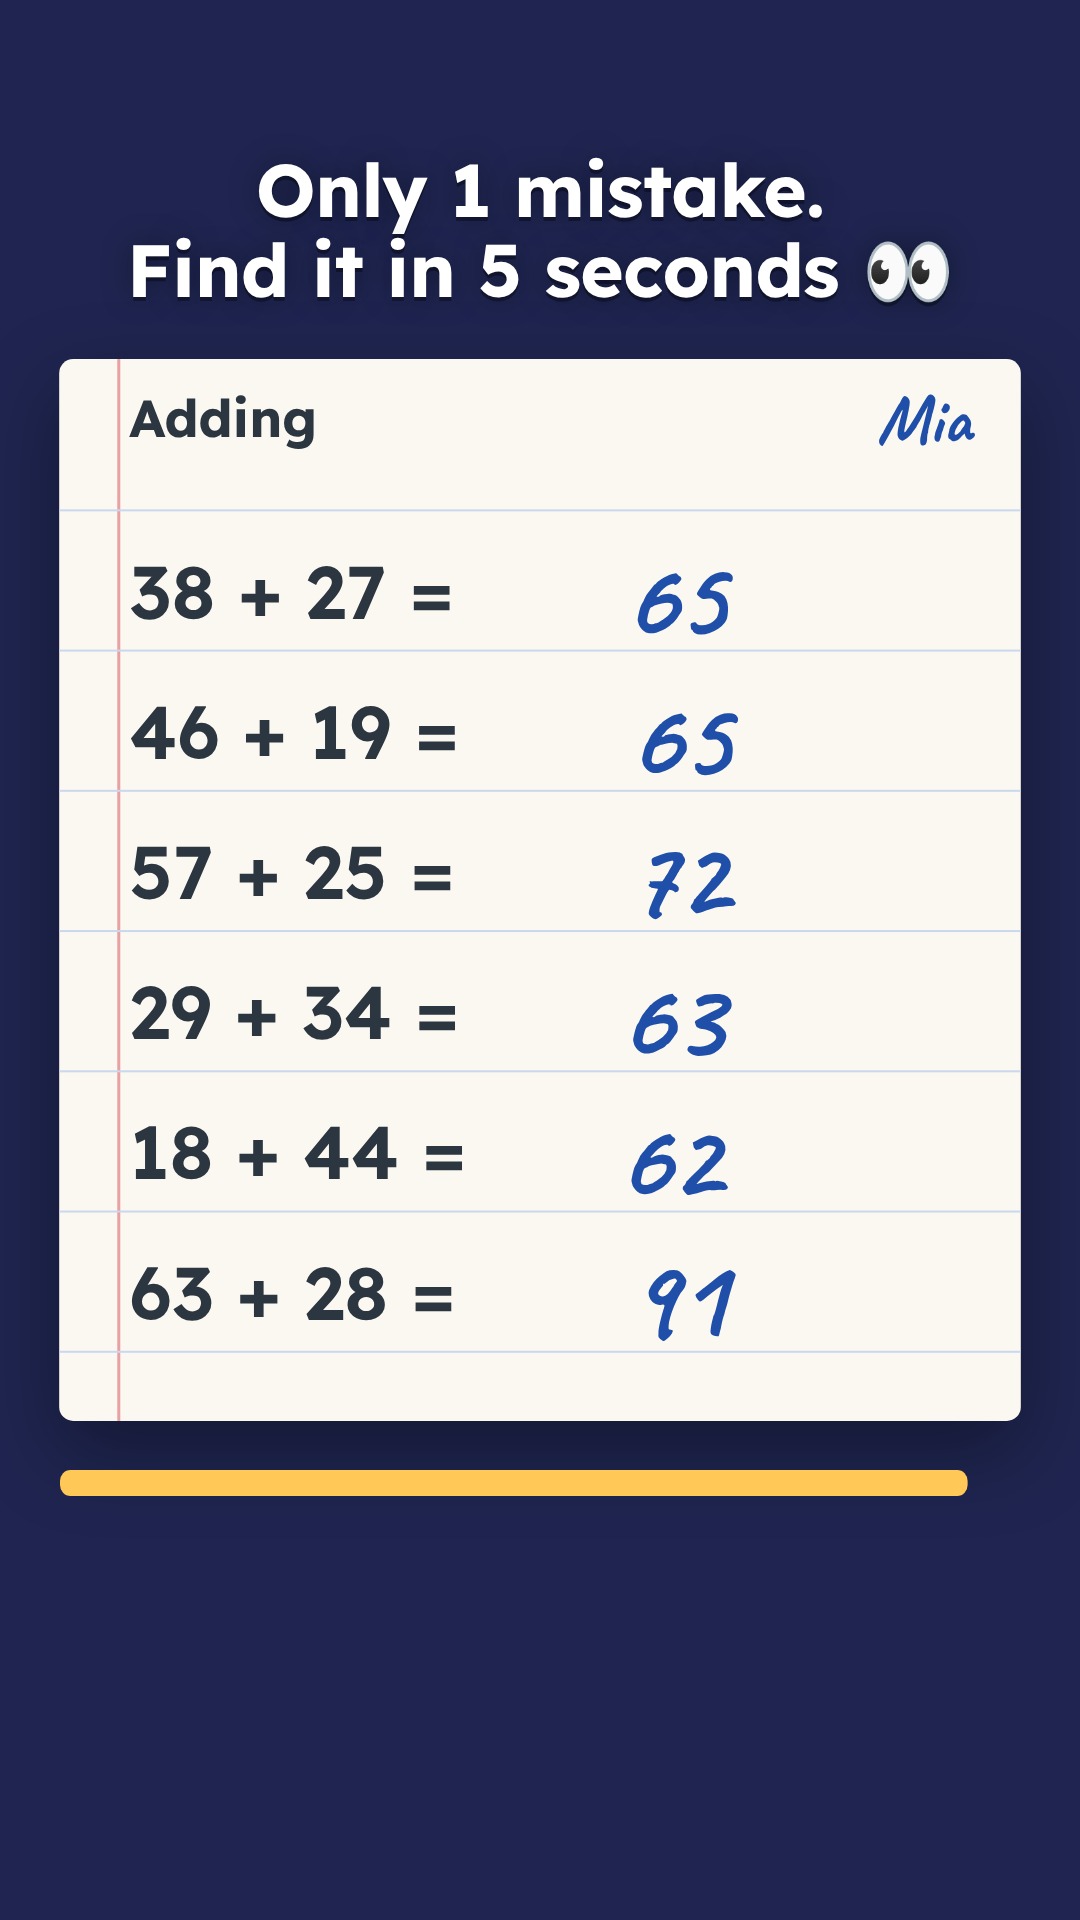 Only 1 mistake.
Find it in 5 seconds 👀
Adding
Mia
38 + 27 = 65
46 + 19 = 65
57 + 25 = 72
29 + 34 = 63
18 + 44 = 62
63 + 28 = 91